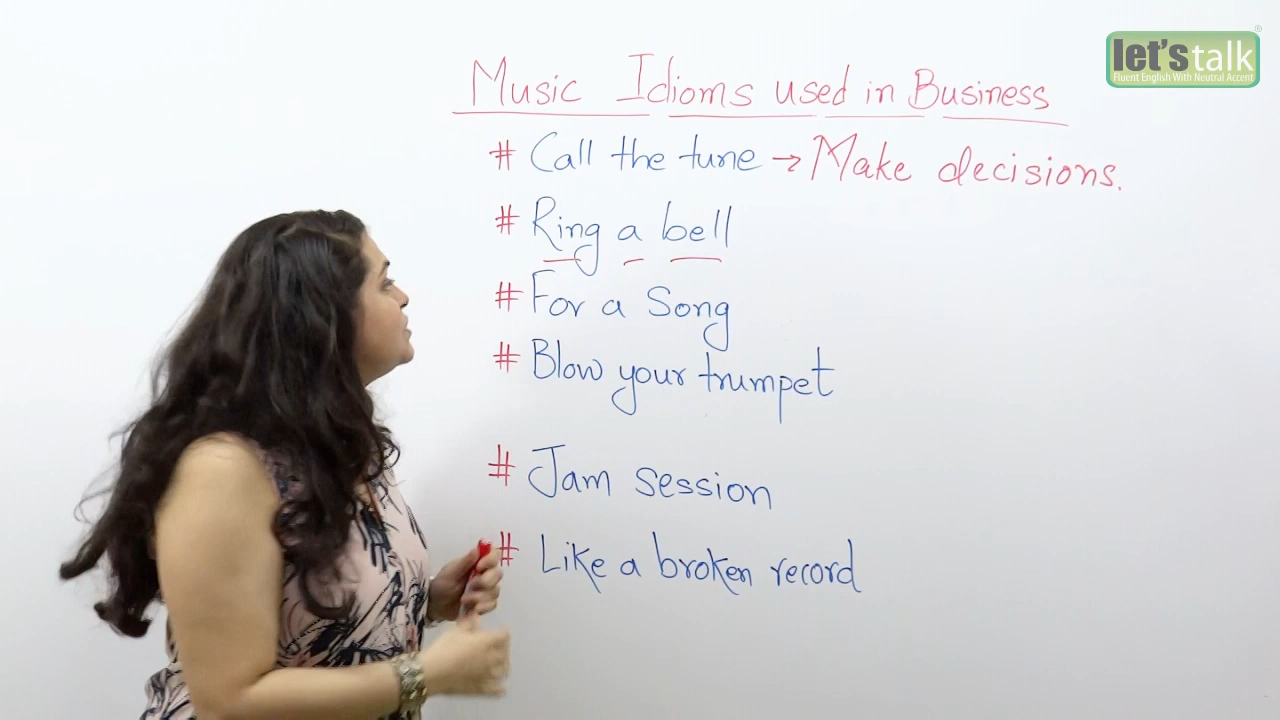 let's talk ®
Fluent English With Neutral Accent
Music Idioms used in Business
# Call the tune → Make decisions.
# Ring a bell
# For a Song
# Blow your trumpet
# Jam session
# Like a broken record